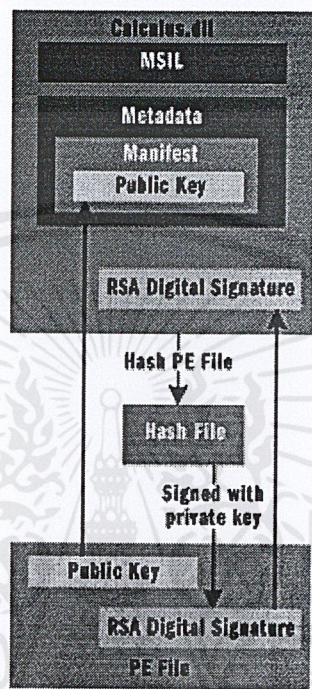 Calculus.dll
MSIL
Metadata
Manifest
Public Key
RSA Digital Signature
Hash PE File
Hash File
Signed with
private key
Public Key
RSA Digital Signature
PE File